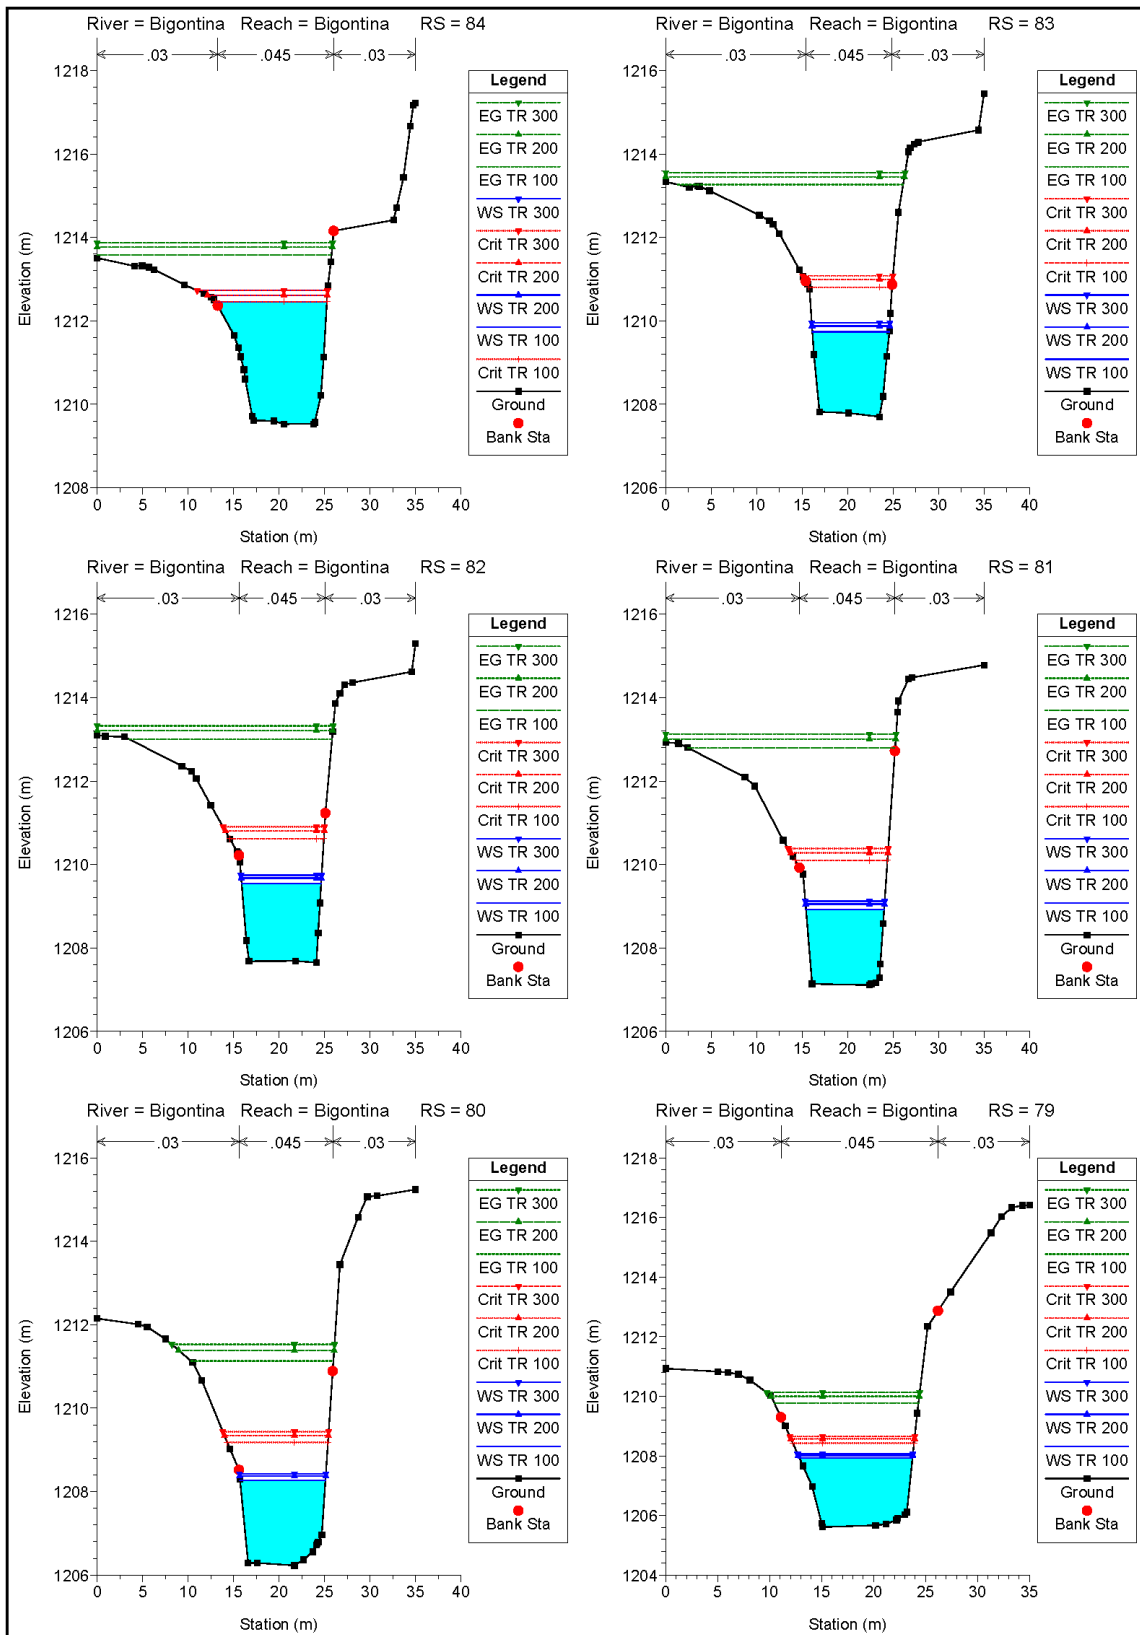 River = Bigontina Reach = Bigontina RS = 84
.03 .045 .03
1218
1216
1214
1212
1210
1208
Elevation (m)
0 5 10 15 20 25 30 35 40
Station (m)
Legend
EG TR 300
EG TR 200
EG TR 100
WS TR 300
Crit TR 300
Crit TR 200
WS TR 200
WS TR 100
Crit TR 100
Ground
Bank Sta
River = Bigontina Reach = Bigontina RS = 83
.03 .045 .03
1216
1214
1212
1210
1208
1206
Elevation (m)
0 5 10 15 20 25 30 35 40
Station (m)
Legend
EG TR 300
EG TR 200
EG TR 100
Crit TR 300
Crit TR 200
Crit TR 100
WS TR 300
WS TR 200
WS TR 100
Ground
Bank Sta
River = Bigontina Reach = Bigontina RS = 82
.03 .045 .03
1216
1214
1212
1210
1208
1206
Elevation (m)
0 5 10 15 20 25 30 35 40
Station (m)
Legend
EG TR 300
EG TR 200
EG TR 100
Crit TR 300
Crit TR 200
Crit TR 100
WS TR 300
WS TR 200
WS TR 100
Ground
Bank Sta
River = Bigontina Reach = Bigontina RS = 81
.03 .045 .03
1216
1214
1212
1210
1208
1206
Elevation (m)
0 5 10 15 20 25 30 35 40
Station (m)
Legend
EG TR 300
EG TR 200
EG TR 100
Crit TR 300
Crit TR 200
Crit TR 100
WS TR 300
WS TR 200
WS TR 100
Ground
Bank Sta
River = Bigontina Reach = Bigontina RS = 80
.03 .045 .03
1216
1214
1212
1210
1208
1206
Elevation (m)
0 5 10 15 20 25 30 35 40
Station (m)
Legend
EG TR 300
EG TR 200
EG TR 100
Crit TR 300
Crit TR 200
Crit TR 100
WS TR 300
WS TR 200
WS TR 100
Ground
Bank Sta
River = Bigontina Reach = Bigontina RS = 79
.03 .045 .03
1218
1216
1214
1212
1210
1208
1206
1204
Elevation (m)
0 5 10 15 20 25 30 35
Station (m)
Legend
EG TR 300
EG TR 200
EG TR 100
Crit TR 300
Crit TR 200
Crit TR 100
WS TR 300
WS TR 200
WS TR 100
Ground
Bank Sta